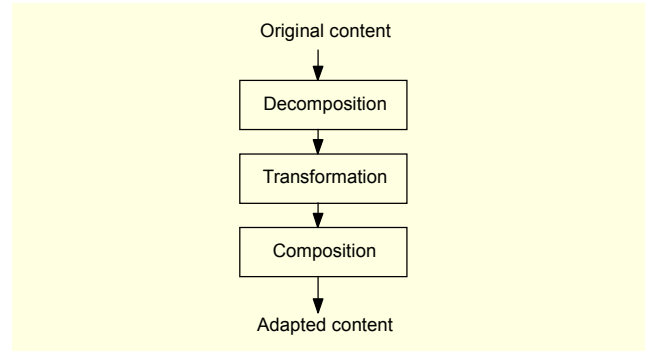 Original content
Decomposition
Transformation
Composition
Adapted content